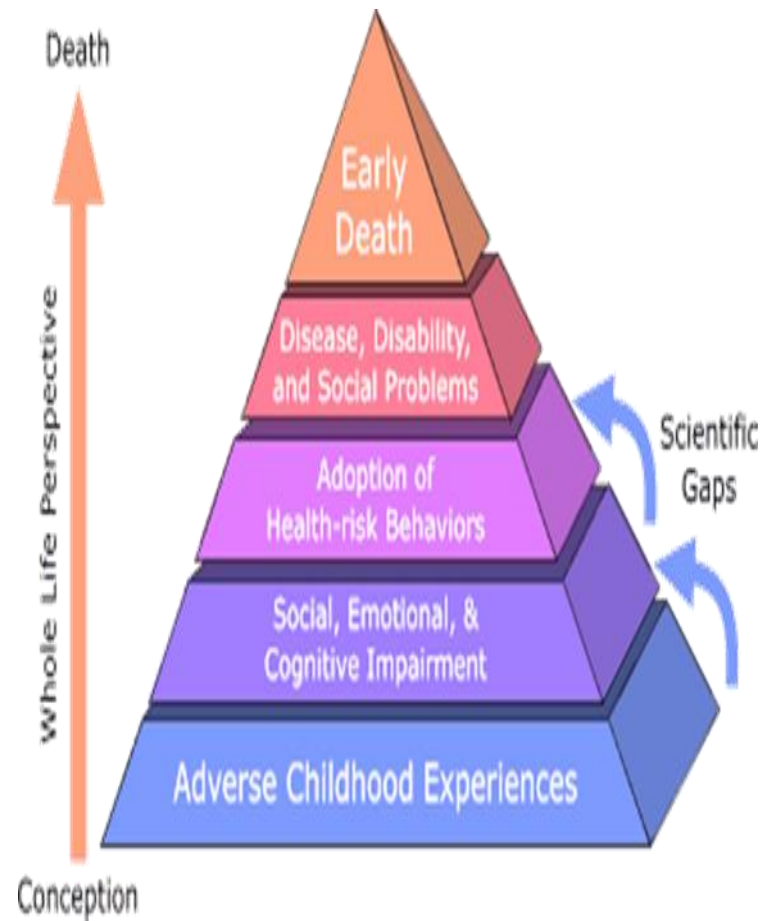 Death
Early
Death
Disease, Disability,
and Social Problems
Adoption of
Health-risk Behaviors
Social, Emotional, &
Cognitive Impairment
Adverse Childhood Experiences
Scientific
Gaps
Whole Life Perspective
Conception